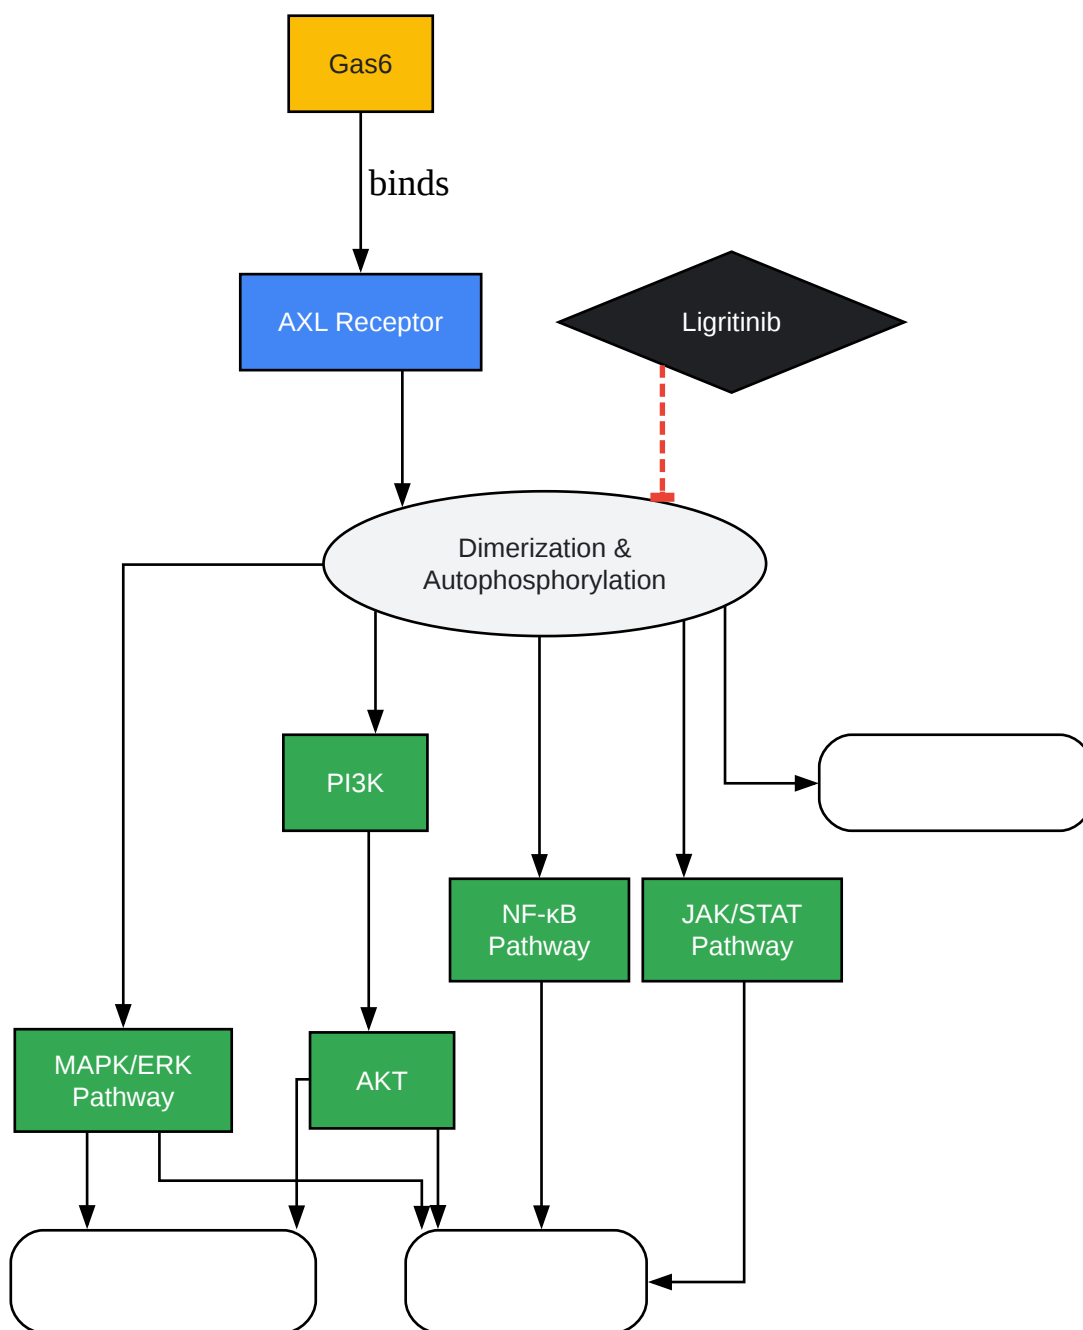 Gas6
binds
AXL Receptor
Ligritinib
Dimerization &
Autophosphorylation
PI3K
NF-κB
Pathway
JAK/STAT
Pathway
MAPK/ERK
Pathway
AKT